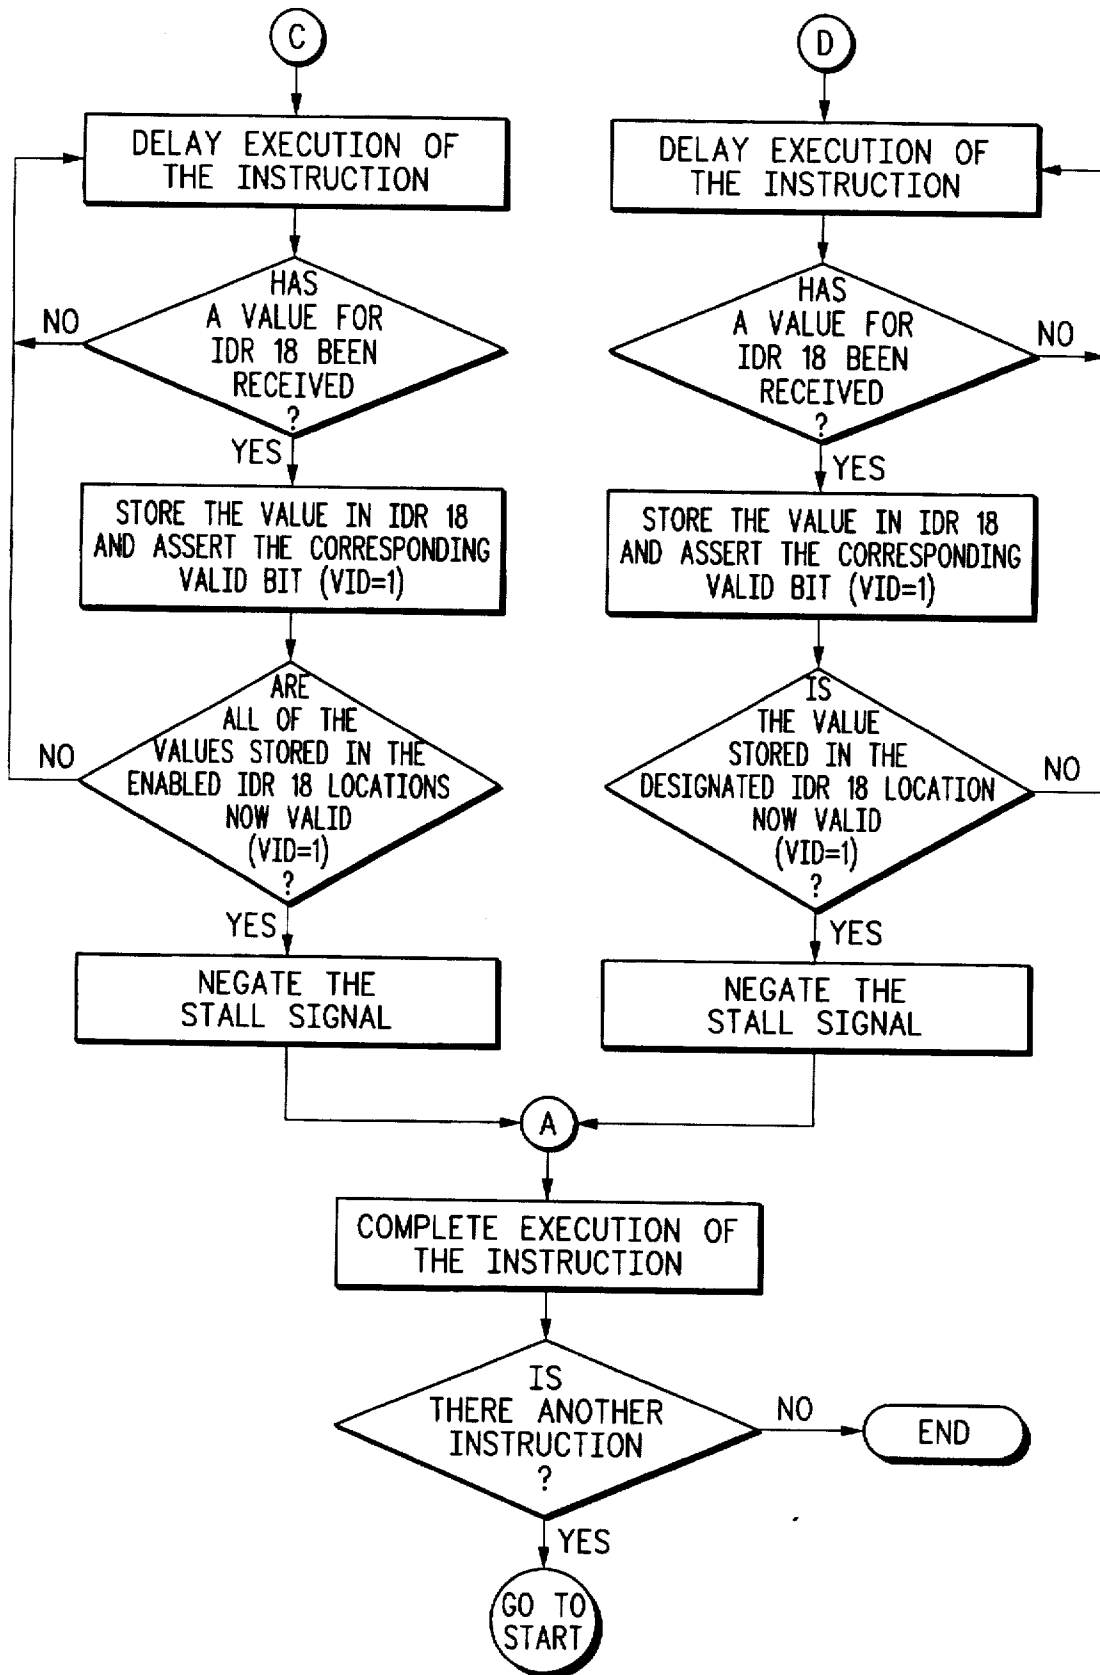 C
DELAY EXECUTION OF
THE INSTRUCTION
HAS
A VALUE FOR
IDR 18 BEEN
RECEIVED
?
NO
YES
STORE THE VALUE IN IDR 18
AND ASSERT THE CORRESPONDING
VALID BIT (VID=1)
ARE
ALL OF THE
VALUES STORED IN THE
ENABLED IDR 18 LOCATIONS
NOW VALID
(VID=1)
?
NO
YES
NEGATE THE
STALL SIGNAL
D
DELAY EXECUTION OF
THE INSTRUCTION
HAS
A VALUE FOR
IDR 18 BEEN
RECEIVED
?
NO
YES
STORE THE VALUE IN IDR 18
AND ASSERT THE CORRESPONDING
VALID BIT (VID=1)
IS
THE VALUE
STORED IN THE
DESIGNATED IDR 18 LOCATION
NOW VALID
(VID=1)
?
NO
YES
NEGATE THE
STALL SIGNAL
A
COMPLETE EXECUTION OF
THE INSTRUCTION
IS
THERE ANOTHER
INSTRUCTION
?
NO
END
YES
GO TO
START